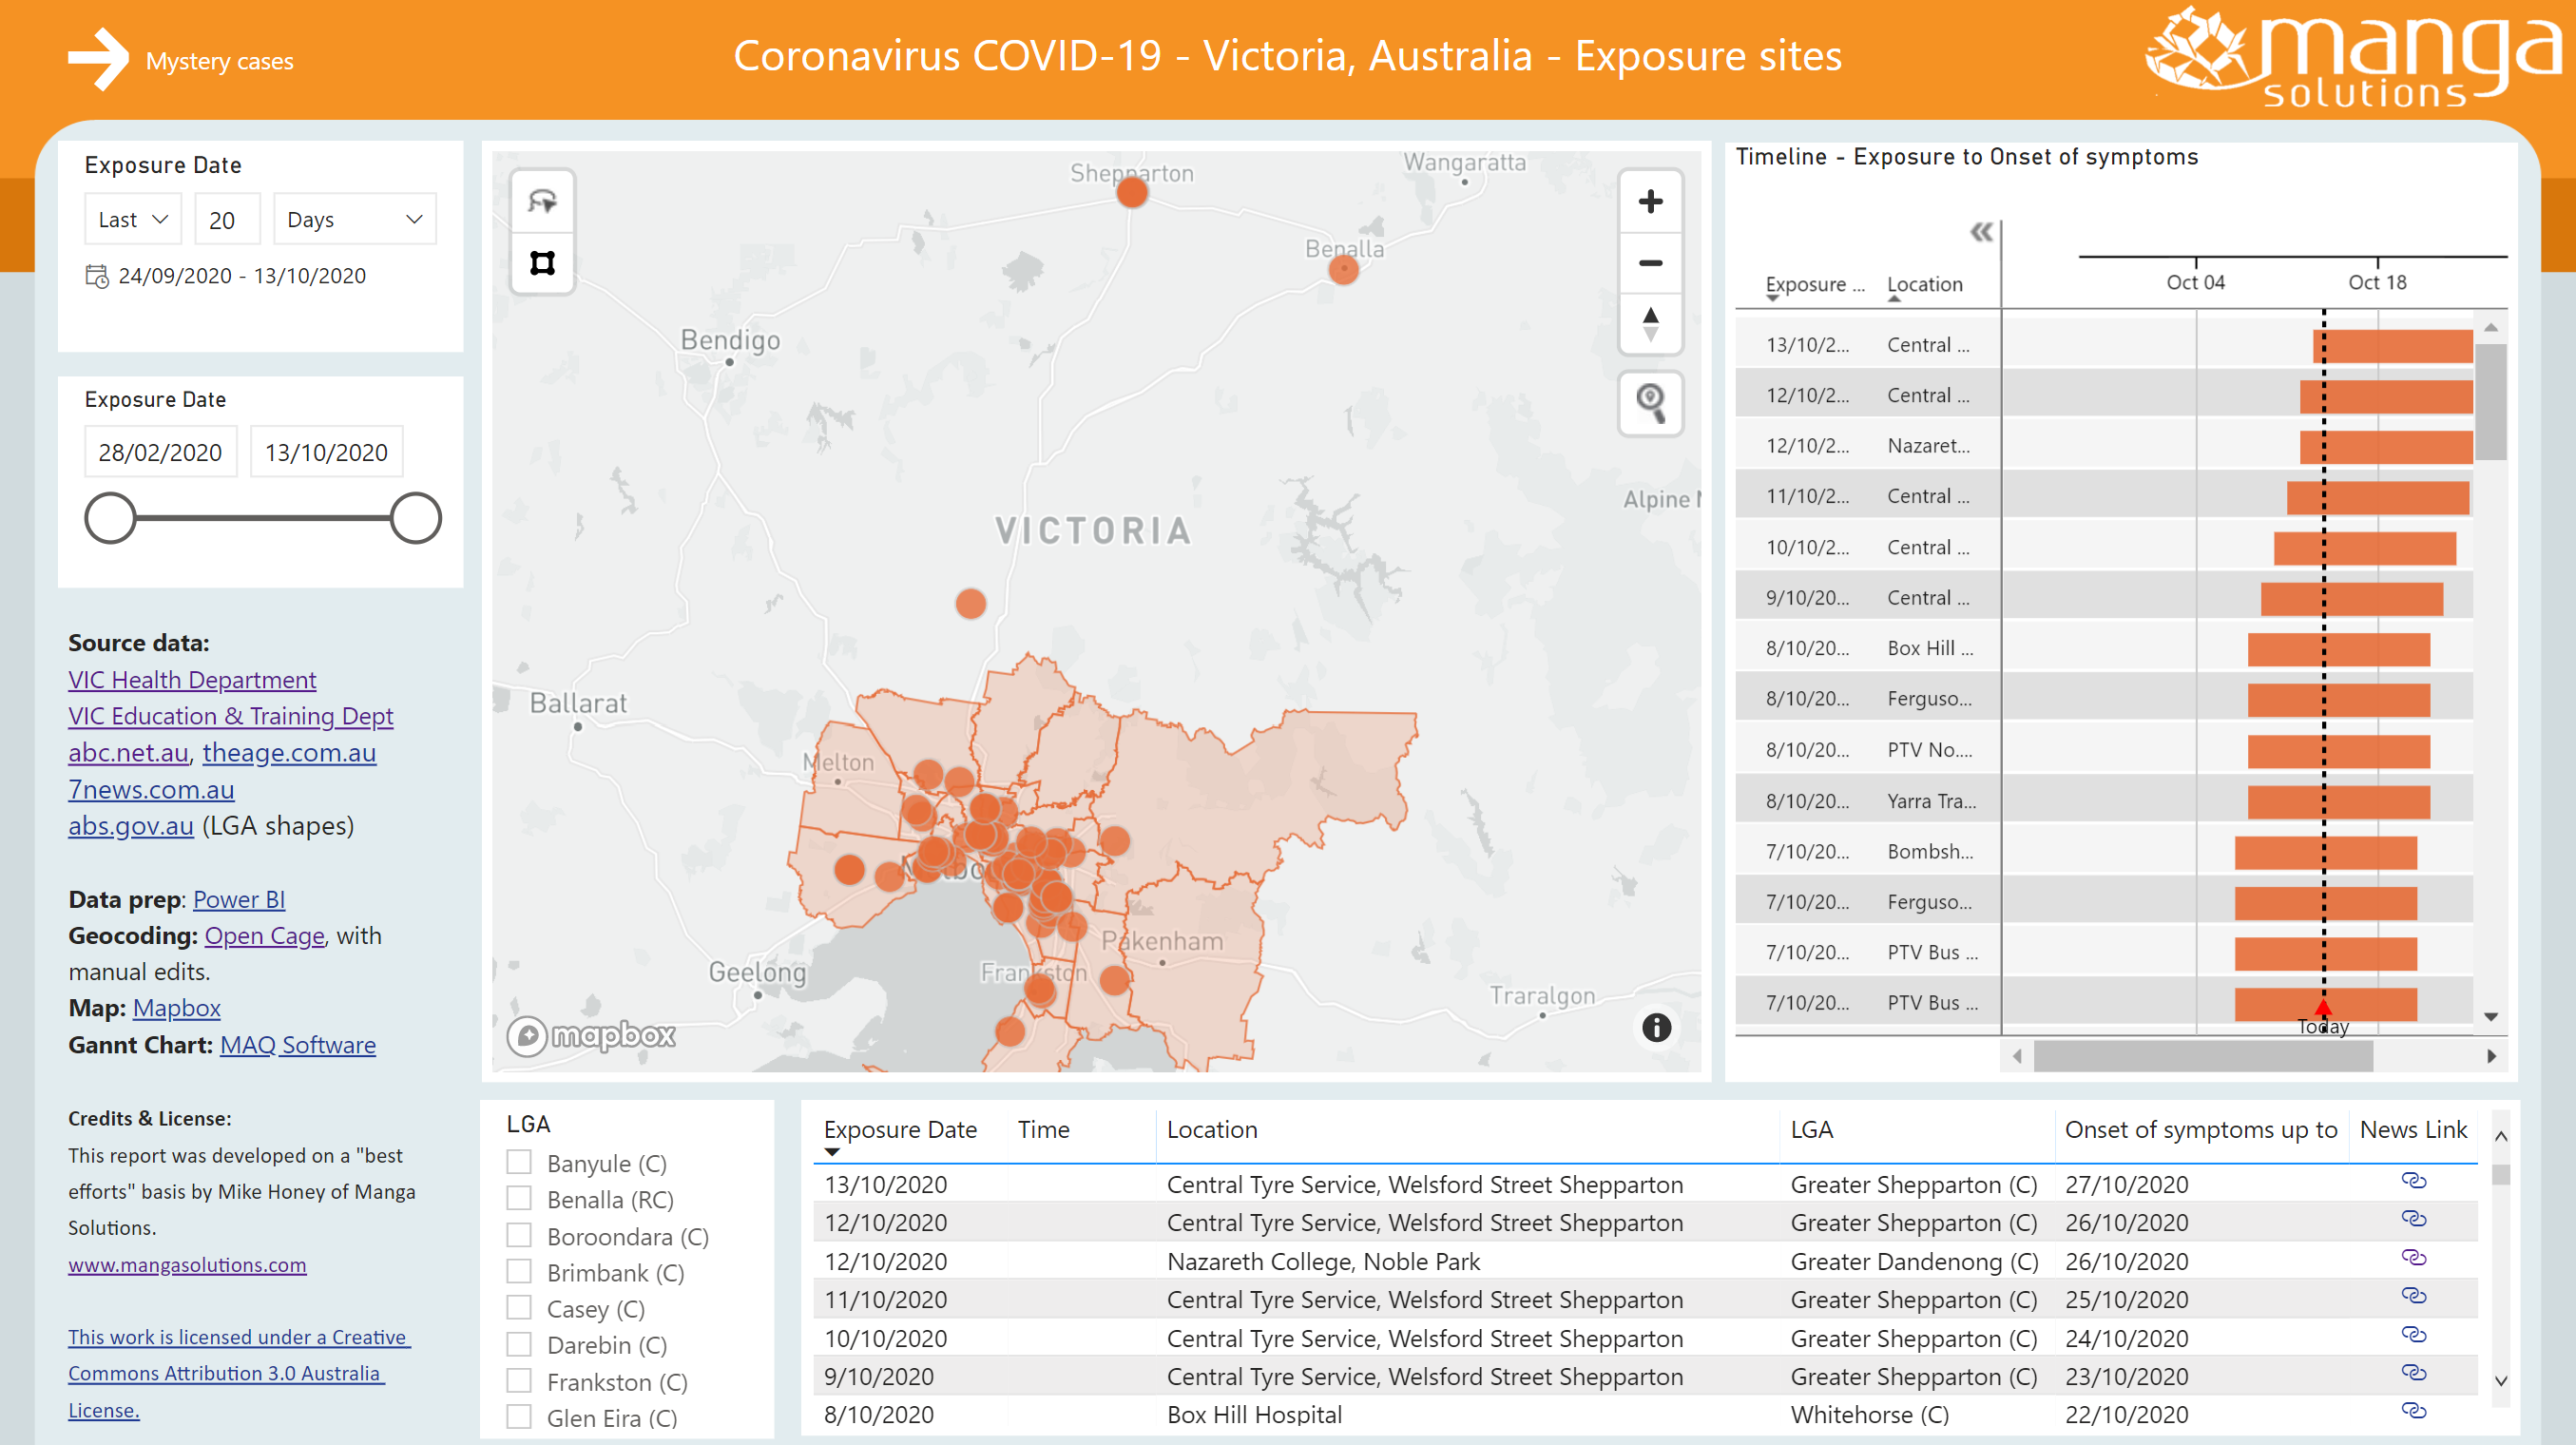 Mystery cases
Coronavirus COVID-19 - Victoria, Australia - Exposure sites
manga
solutions
Exposure Date
Last
20
Days
24/09/2020 - 13/10/2020
Exposure Date
28/02/2020
13/10/2020
Source data:
VIC Health Department
VIC Education & Training Dept
abc.net.au, theage.com.au
7news.com.au
abs.gov.au (LGA shapes)
Data prep: Power BI
Geocoding: Open Cage, with
manual edits.
Map: Mapbox
Gannt Chart: MAQ Software
Credits & License:
This report was developed on a "best
efforts" basis by Mike Honey of Manga
Solutions.
www.mangasolutions.com
This work is licensed under a Creative
Commons Attribution 3.0 Australia
License.
Shepparton
Wangaratta
Benalla
Bendigo
Alpine
VICTORIA
Ballarat
Melton
Pakenham
Geelong
Frankston
Traralgon
mapbox
Timeline - Exposure to Onset of symptoms
Exposure ... Location
Oct 04
Oct 18
13/10/2... Central ...
12/10/2... Central ...
12/10/2... Nazaret...
11/10/2... Central ...
10/10/2... Central ...
9/10/20... Central ...
8/10/20... Box Hill ...
8/10/20... Ferguso...
8/10/20... PTV No....
8/10/20... Yarra Tra...
7/10/20... Bombsh...
7/10/20... Ferguso...
7/10/20... PTV Bus ...
7/10/20... PTV Bus ...
Today
LGA
Banyule (C)
Benalla (RC)
Boroondara (C)
Brimbank (C)
Casey (C)
Darebin (C)
Frankston (C)
Glen Eira (C)
Exposure Date Time Location LGA Onset of symptoms up to News Link
13/10/2020 Central Tyre Service, Welsford Street Shepparton Greater Shepparton (C) 27/10/2020
12/10/2020 Central Tyre Service, Welsford Street Shepparton Greater Shepparton (C) 26/10/2020
12/10/2020 Nazareth College, Noble Park Greater Dandenong (C) 26/10/2020
11/10/2020 Central Tyre Service, Welsford Street Shepparton Greater Shepparton (C) 25/10/2020
10/10/2020 Central Tyre Service, Welsford Street Shepparton Greater Shepparton (C) 24/10/2020
9/10/2020 Central Tyre Service, Welsford Street Shepparton Greater Shepparton (C) 23/10/2020
8/10/2020 Box Hill Hospital Whitehorse (C) 22/10/2020